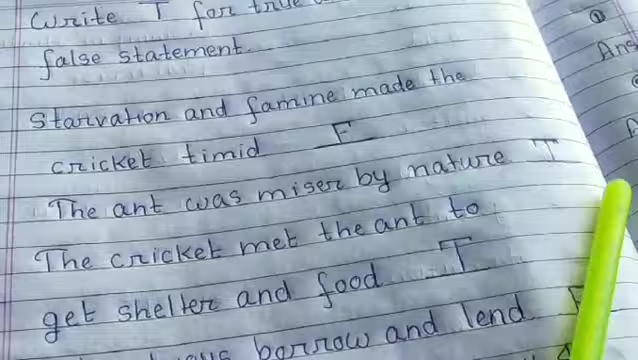 Write T for true
false statement.
Starvation and famine made the
cricket timid F
The ant was miser by nature T
The cricket met the ant to
get shelter and food T
borrow and lend F
Ans